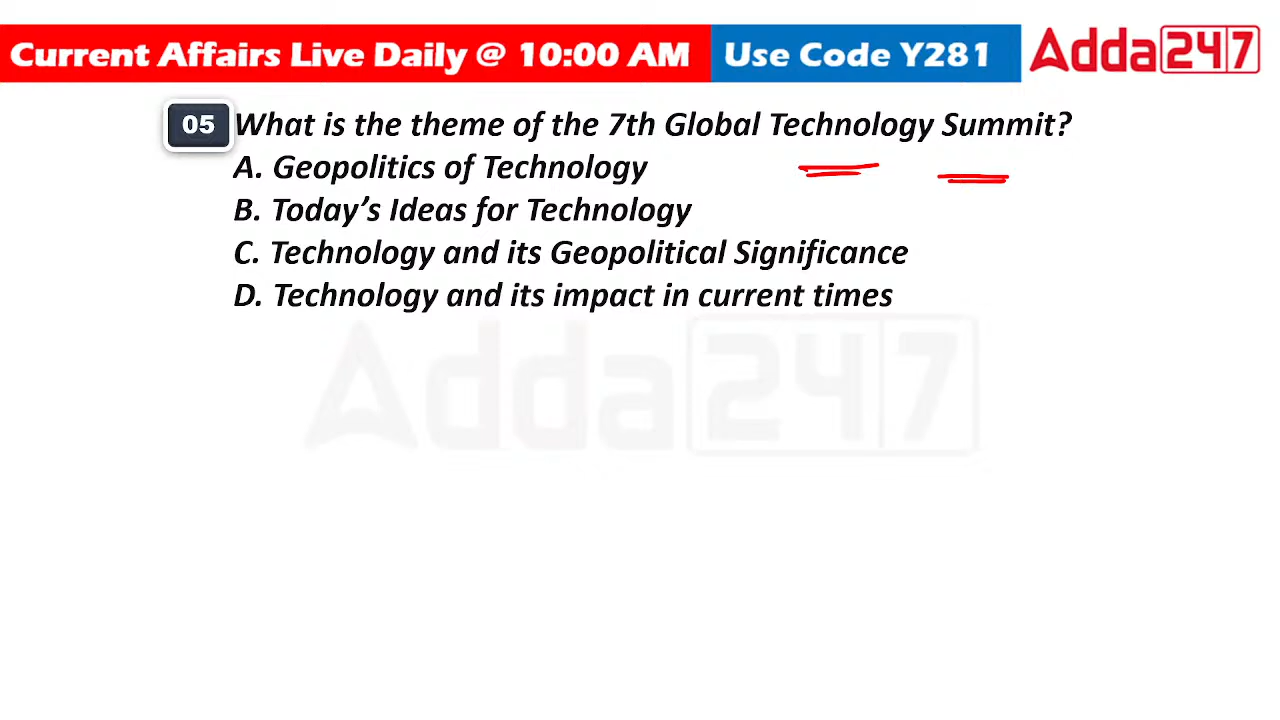 Current Affairs Live Daily @ 10:00 AM Use Code Y281 Adda247
05 What is the theme of the 7th Global Technology Summit?
A. Geopolitics of Technology
B. Today’s Ideas for Technology
C. Technology and its Geopolitical Significance
D. Technology and its impact in current times
Adda247